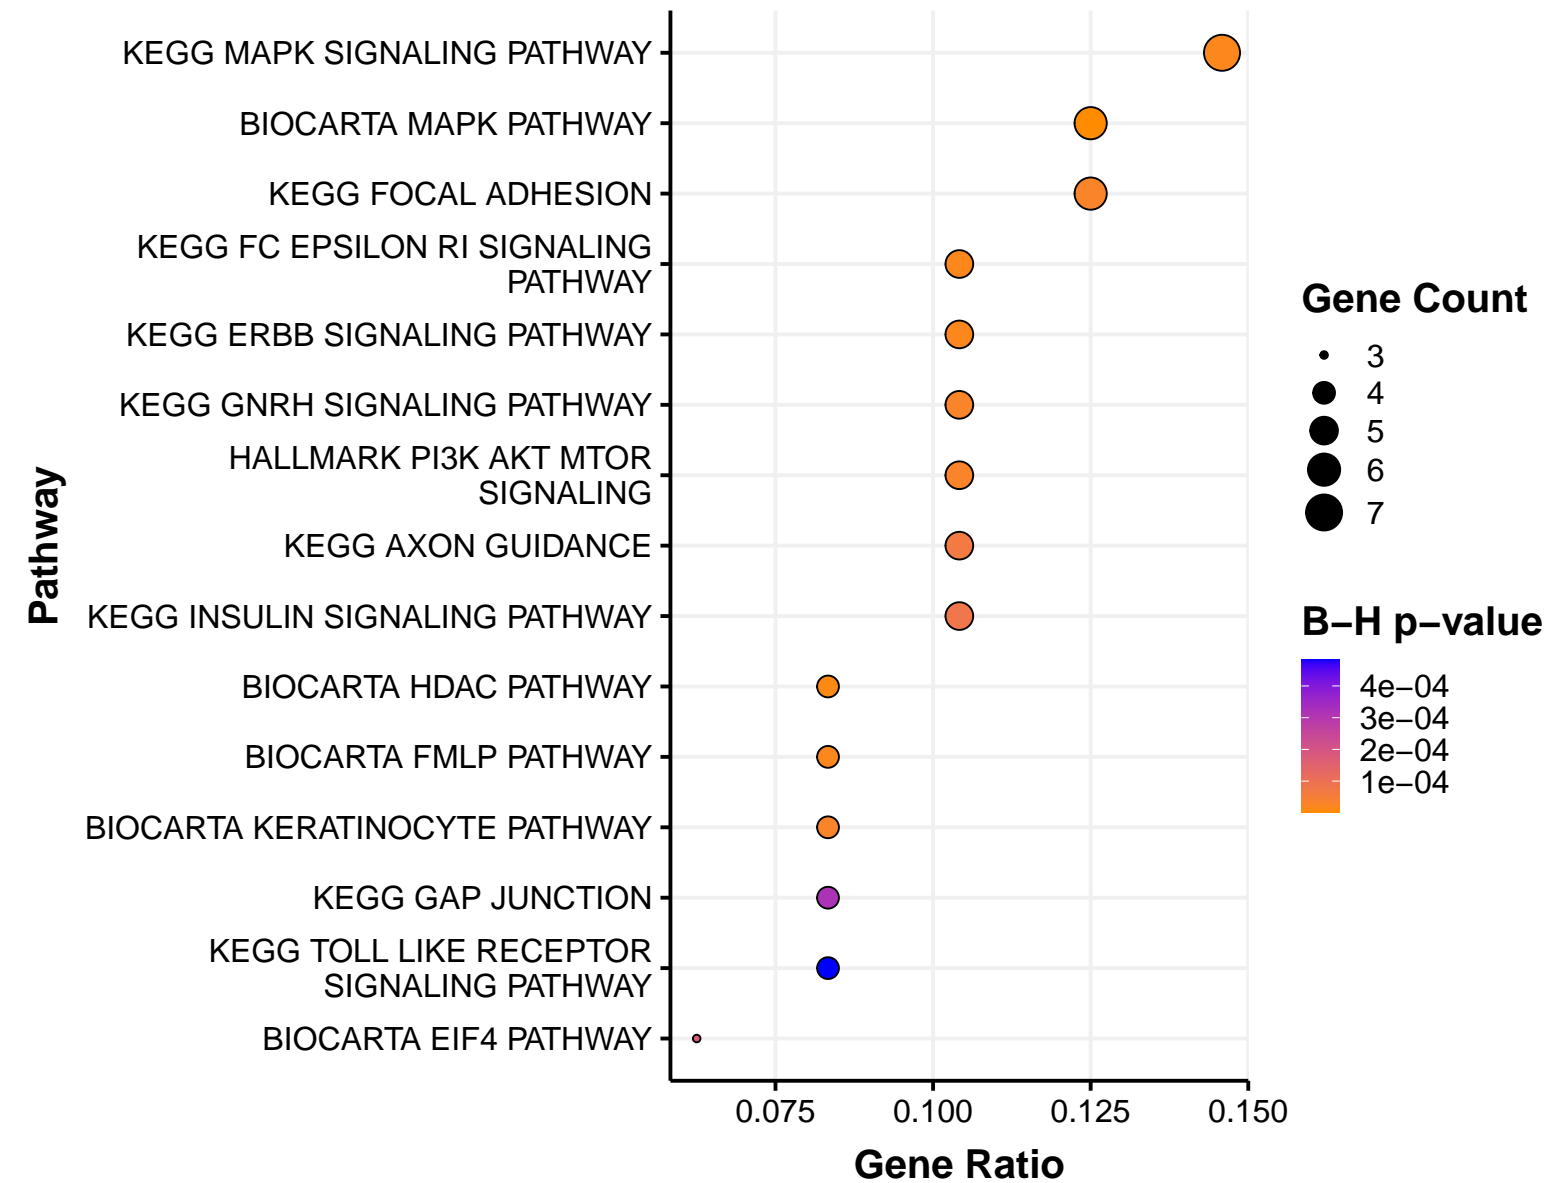 KEGG MAPK SIGNALING PATHWAY
BIOCARTA MAPK PATHWAY
KEGG FOCAL ADHESION
KEGG FC EPSILON RI SIGNALING
PATHWAY
KEGG ERBB SIGNALING PATHWAY
KEGG GNRH SIGNALING PATHWAY
HALLMARK PI3K AKT MTOR
SIGNALING
KEGG AXON GUIDANCE
KEGG INSULIN SIGNALING PATHWAY
BIOCARTA HDAC PATHWAY
BIOCARTA FMLP PATHWAY
BIOCARTA KERATINOCYTE PATHWAY
KEGG GAP JUNCTION
KEGG TOLL LIKE RECEPTOR
SIGNALING PATHWAY
BIOCARTA EIF4 PATHWAY
Pathway
0.075 0.100 0.125 0.150
Gene Ratio
Gene Count
3
4
5
6
7
B−H p−value
4e−04
3e−04
2e−04
1e−04